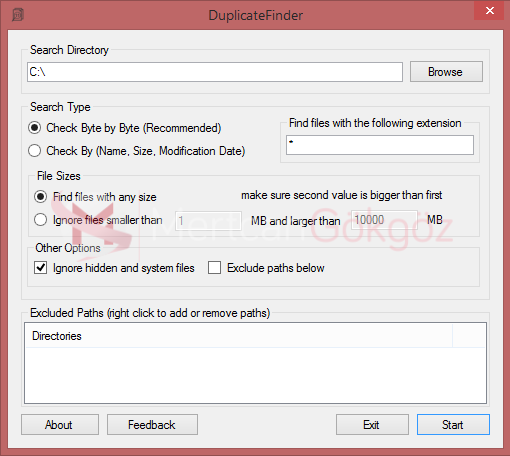 DuplicateFinder
Search Directory
C:\
Browse
Search Type
Check Byte by Byte (Recommended)
Check By (Name, Size, Modification Date)
Find files with the following extension
*
File Sizes
Find files with any size
make sure second value is bigger than first
Ignore files smaller than 1 MB and larger than 10000 MB
Mertcan Gökgöz
Other Options
Ignore hidden and system files
Exclude paths below
Excluded Paths (right click to add or remove paths)
Directories
About
Feedback
Exit
Start